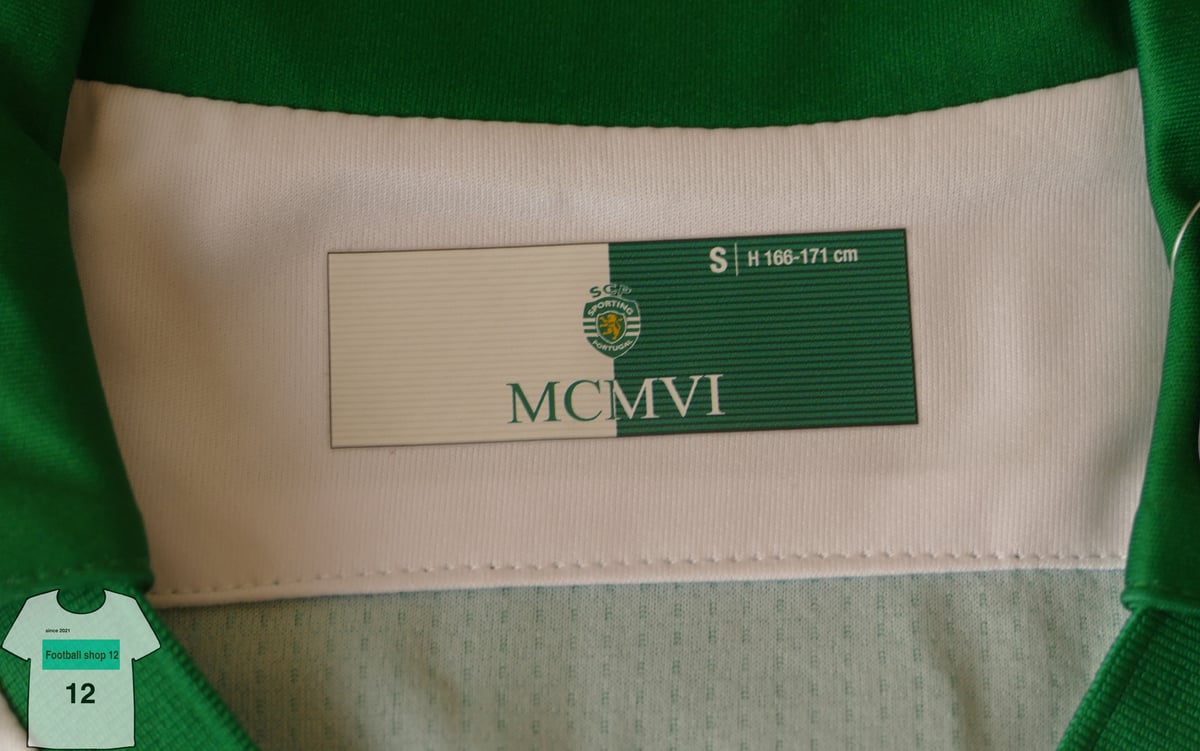 S | H 166-171 cm
SCP
SPORTING
PORTUGAL
MCMVI
since 2021
Football shop 12
12